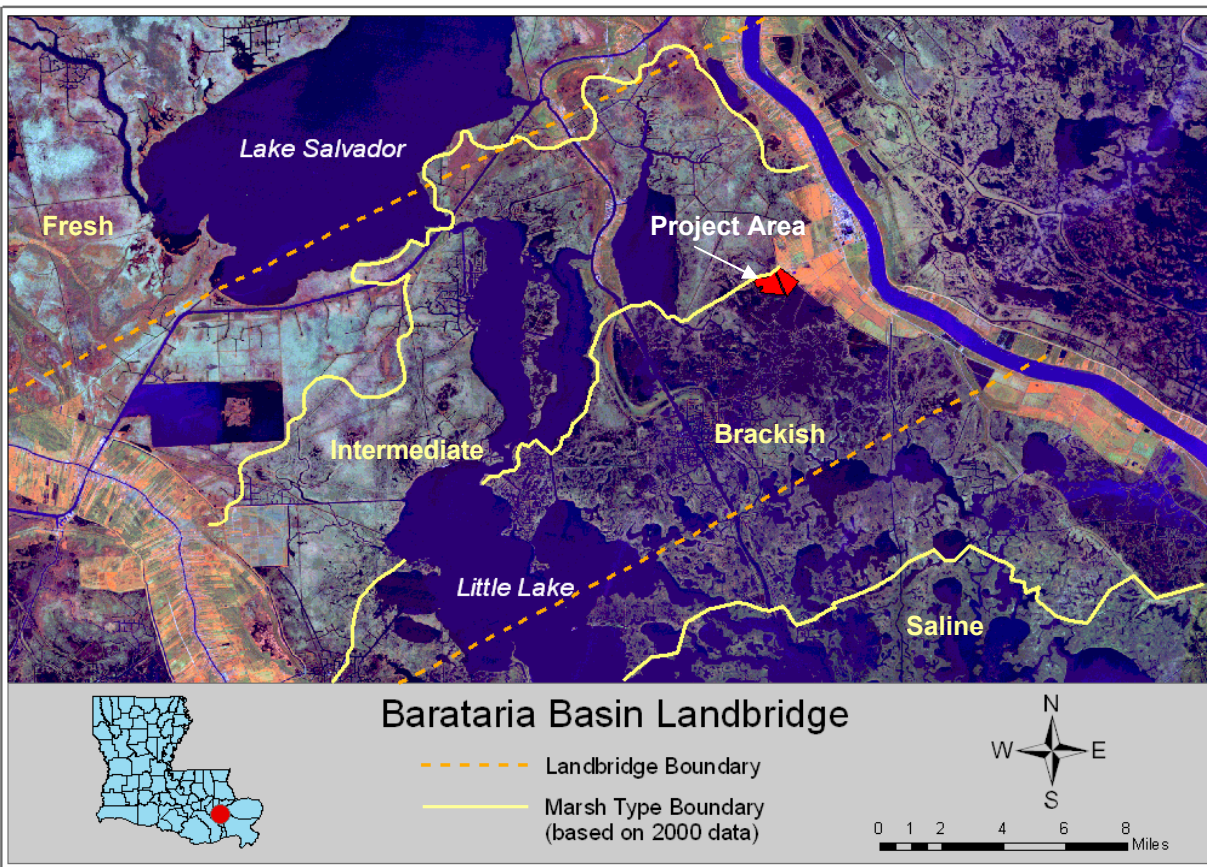 Lake Salvador
Fresh
Project Area
Intermediate
Brackish
Little Lake
Saline
Barataria Basin Landbridge
Landbridge Boundary
Marsh Type Boundary
(based on 2000 data)
N
W E
S
0 1 2 4 6 8
Miles